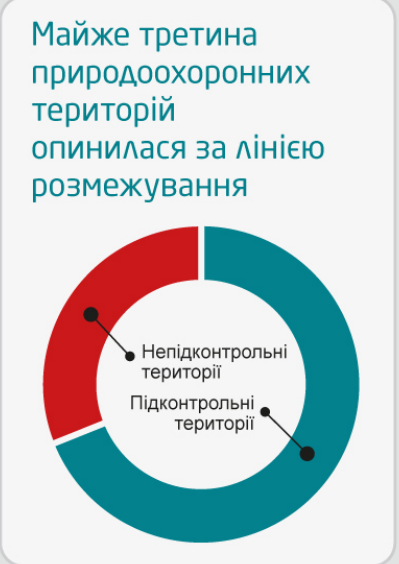 Майже третина
природоохоронних
територій
опинилася за лінією
розмежування
Непідконтрольні
території
Підконтрольні
території